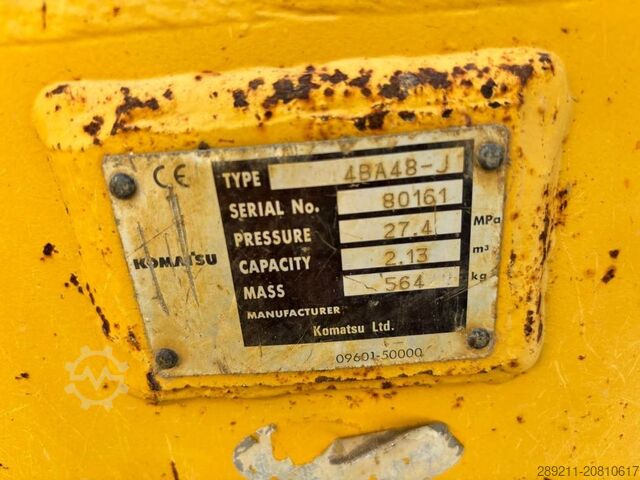 CE
TYPE 4BA48-J
SERIAL No. 80161
PRESSURE 27.4 MPa
KOMATSU
CAPACITY 2.13 m³
MASS 564 kg
MANUFACTURER
Komatsu Ltd.
09601-50000
289211-20810617